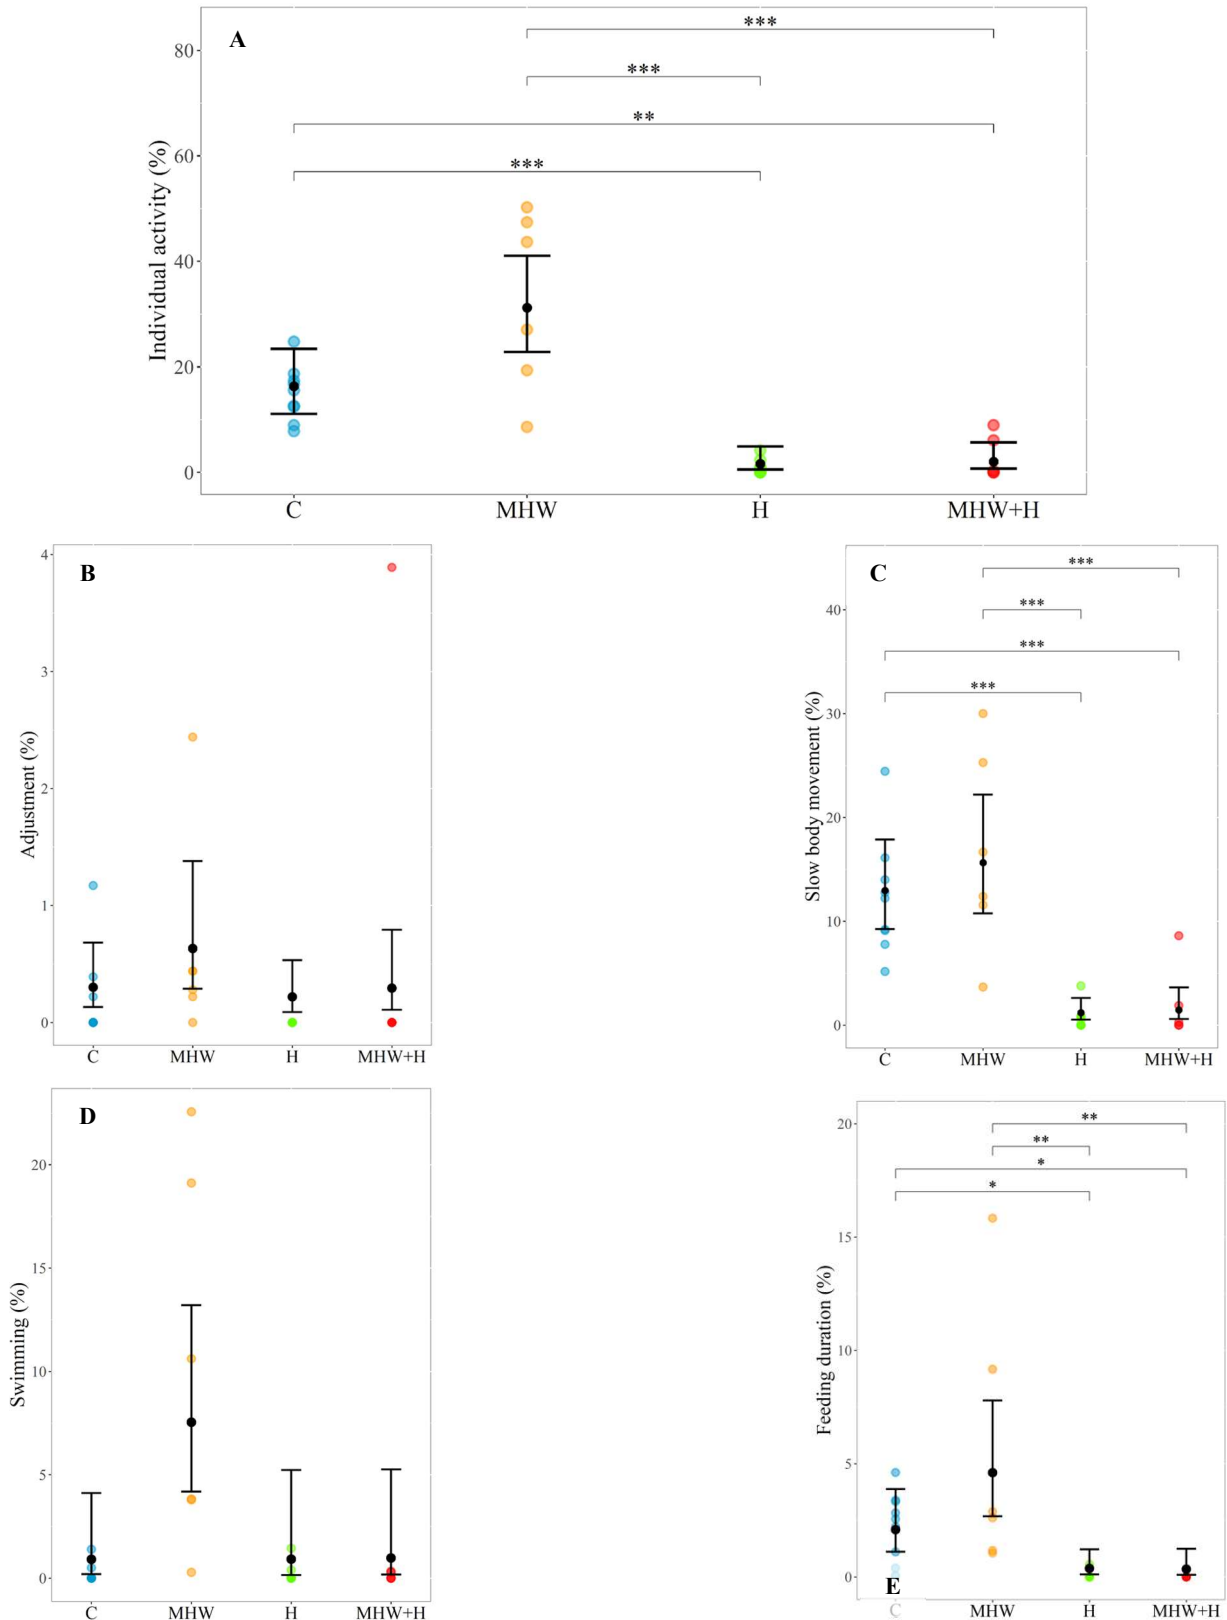 A
***
***
**
***
80
60
40
20
0
Individual activity (%)
C MHW H MHW+H
B
4
3
2
1
0
Adjustment (%)
C MHW H MHW+H
C
***
***
***
***
40
30
20
10
0
Slow body movement (%)
C MHW H MHW+H
D
20
15
10
5
0
Swimming (%)
C MHW H MHW+H
**
**
*
*
20
15
10
5
0
Feeding duration (%)
E
C MHW H MHW+H